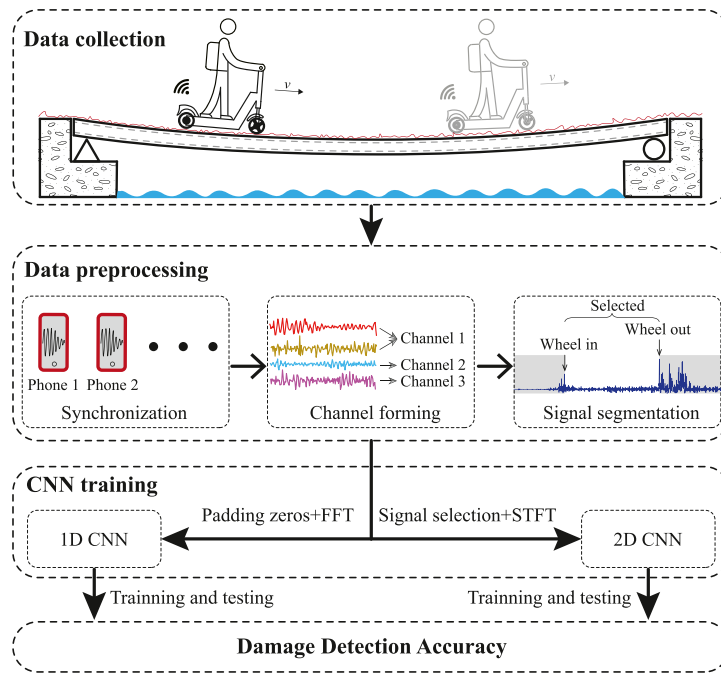 Data collection
v
v
Data preprocessing
Phone 1
Phone 2
Synchronization
Channel 1
Channel 2
Channel 3
Channel forming
Selected
Wheel in
Wheel out
Signal segmentation
CNN training
Padding zeros+FFT
Signal selection+STFT
1D CNN
2D CNN
Trainning and testing
Trainning and testing
Damage Detection Accuracy